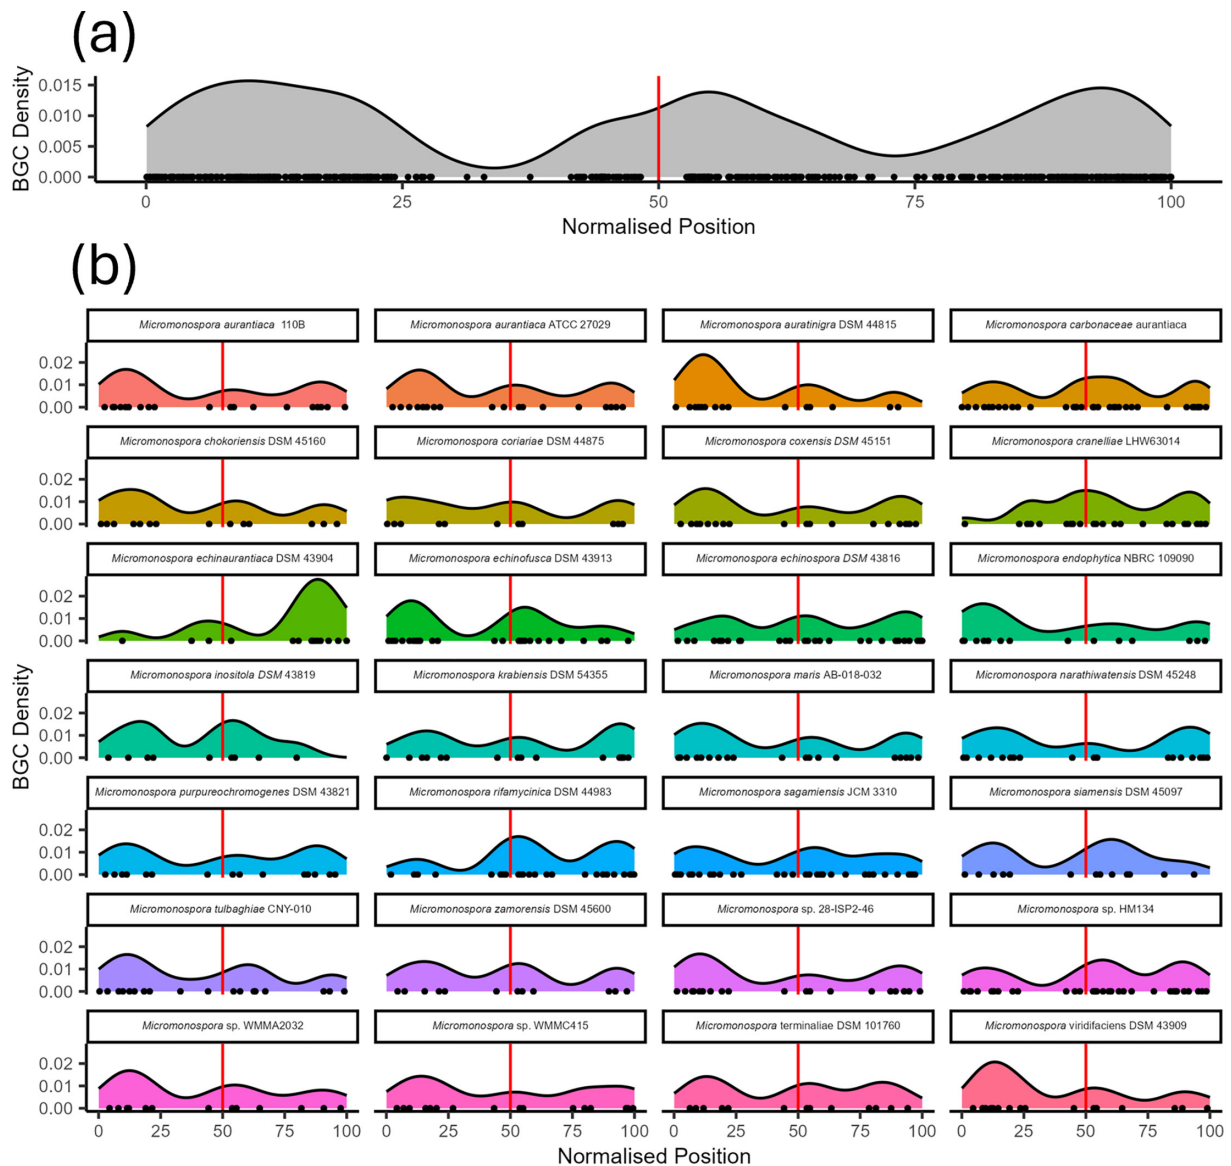 (a)
BGC Density
0.015
0.010
0.005
0.000
0 25 50 75 100
Normalised Position
(b)
BGC Density
Micromonospora aurantiaca 110B
Micromonospora aurantiaca ATCC 27029
Micromonospora auratinigra DSM 44815
Micromonospora carbonaceae aurantiaca
0.02
0.01
0.00
Micromonospora chokoriensis DSM 45160
Micromonospora coriariae DSM 44875
Micromonospora coxensis DSM 45151
Micromonospora cranelliae LHW63014
0.02
0.01
0.00
Micromonospora echinaurantiaca DSM 43904
Micromonospora echinofusca DSM 43913
Micromonospora echinospora DSM 43816
Micromonospora endophytica NBRC 109090
0.02
0.01
0.00
Micromonospora inositola DSM 43819
Micromonospora krabiensis DSM 54355
Micromonospora maris AB-018-032
Micromonospora narathiwatensis DSM 45248
0.02
0.01
0.00
Micromonospora purpureochromogenes DSM 43821
Micromonospora rifamycinica DSM 44983
Micromonospora sagamiensis JCM 3310
Micromonospora siamensis DSM 45097
0.02
0.01
0.00
Micromonospora tulbaghiae CNY-010
Micromonospora zamorensis DSM 45600
Micromonospora sp. 28-ISP2-46
Micromonospora sp. HM134
0.02
0.01
0.00
Micromonospora sp. WMMA2032
Micromonospora sp. WMMC415
Micromonospora terminaliae DSM 101760
Micromonospora viridifaciens DSM 43909
0.02
0.01
0.00
0 25 50 75 100
0 25 50 75 100
0 25 50 75 100
0 25 50 75 100
Normalised Position